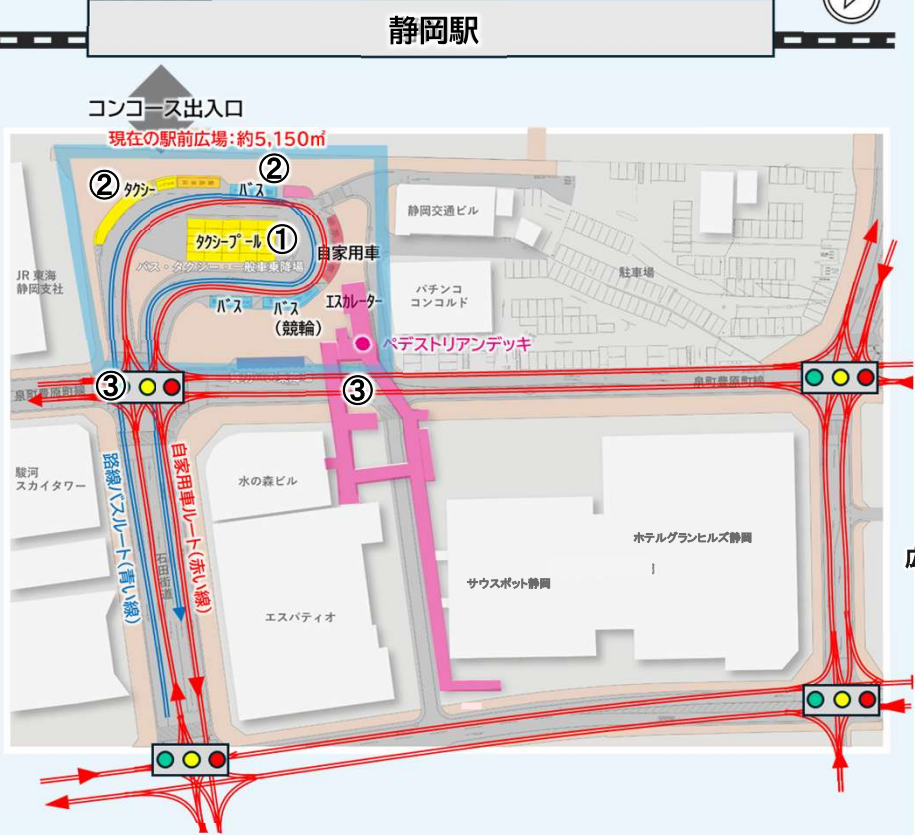 静岡駅
コンコース出入口
現在の駅前広場:約5,150㎡
②
②
タクシー
バス
タクシープール
①
自家用車
静岡交通ビル
JR東海
静岡支社
バス・タクシー・一般車乗降場
駐車場
バス
バス
(競輪)
エスカレーター
パチンコ
コンコルド
ペデストリアンデッキ
③
③
泉町曹原町線
泉町曹原町線
駿河
スカイタワー
路線バスルート(青い線)
自家用車ルート(赤い線)
石田街道
水の森ビル
エスパティオ
サウスポット静岡
ホテルグランヒルズ静岡